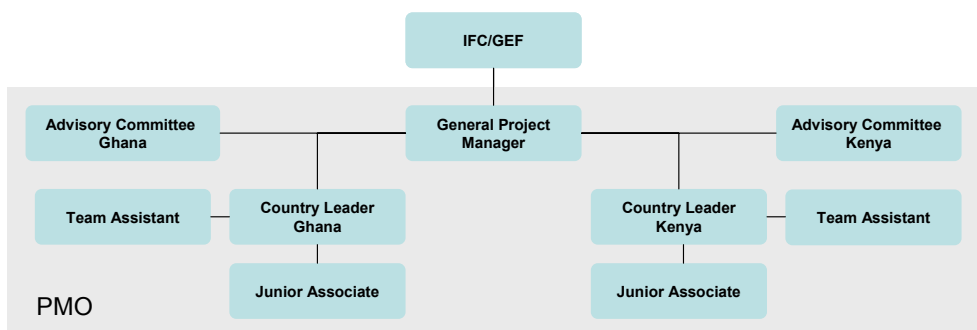 IFC/GEF
Advisory Committee
Ghana
General Project
Manager
Advisory Committee
Kenya
Team Assistant
Country Leader
Ghana
Country Leader
Kenya
Team Assistant
Junior Associate
Junior Associate
PMO